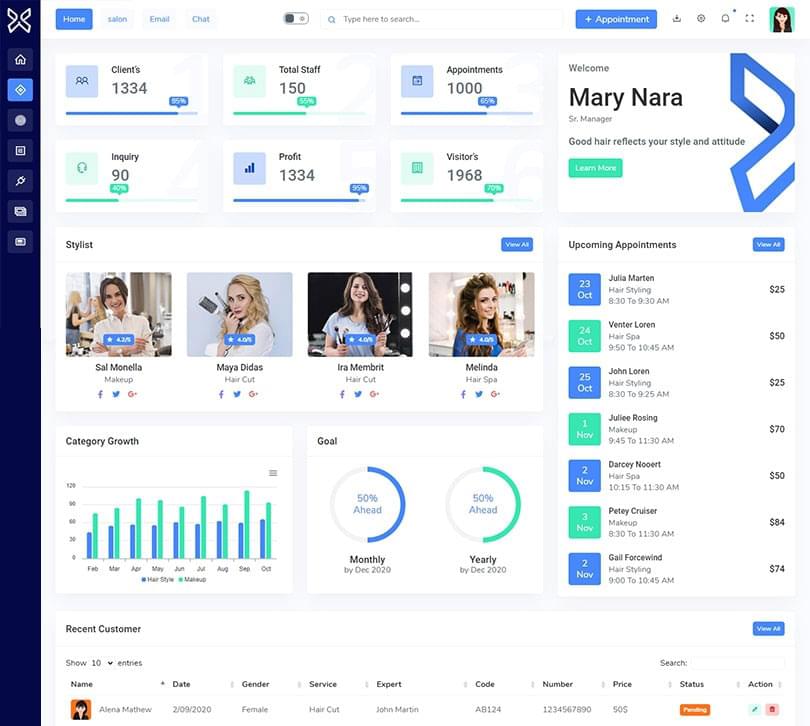 Home salon Email Chat Type here to search... + Appointment
Client's
1334
85%
Total Staff
150
55%
Appointments
1000
65%
Welcome
Mary Nara
Sr. Manager
Good hair reflects your style and attitude
Learn More
Inquiry
90
40%
Profit
1334
95%
Visitor's
1968
70%
Stylist View All
4.2/5
Sal Monella
Makeup
4.0/5
Maya Didas
Hair Cut
4.0/5
Ira Membrit
Hair Cut
4.0/5
Melinda
Hair Spa
Upcoming Appointments View All
23
Oct
Julia Marten
Hair Styling
8:30 To 9:30 AM
$25
24
Oct
Venter Loren
Hair Spa
9:50 To 10:45 AM
$50
25
Oct
John Loren
Hair Styling
8:30 To 9:25 AM
$25
1
Nov
Juliee Rosing
Makeup
9:45 To 11:30 AM
$70
2
Nov
Darcey Nooert
Hair Spa
10:15 To 11:30 AM
$50
3
Nov
Petey Cruiser
Makeup
8:30 To 11:30 AM
$84
2
Nov
Gail Forcewind
Hair Styling
9:00 To 10:45 AM
$74
Category Growth
120
90
60
30
0
Feb Mar Apr May Jun Jul Aug Sep Oct
Hair Style Makeup
Goal
50%
Ahead
Monthly
by Dec 2020
50%
Ahead
Yearly
by Dec 2020
Recent Customer View All
Show 10 entries Search:
Name Date Gender Service Expert Code Number Price Status Action
Alena Mathew 2/09/2020 Female Hair Cut John Martin AB124 1234567890 50$ Pending